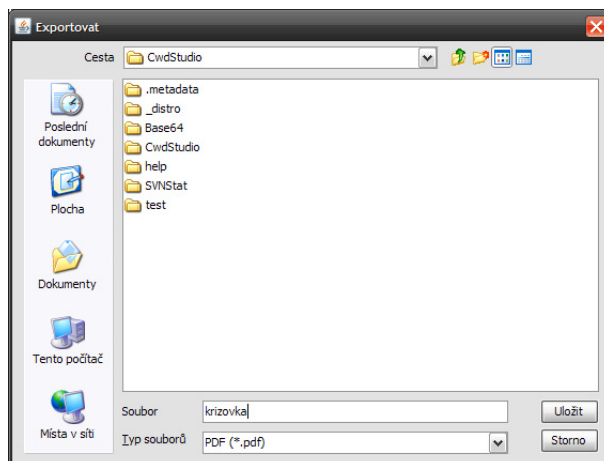 Exportovat
Cesta
CwdStudio
Poslední
dokumenty
Plocha
Dokumenty
Tento počítač
Místa v síti
.metadata
_distro
Base64
CwdStudio
help
SVNStat
test
Soubor
krizovka
Uložit
Typ souborů
PDF (*.pdf)
Storno